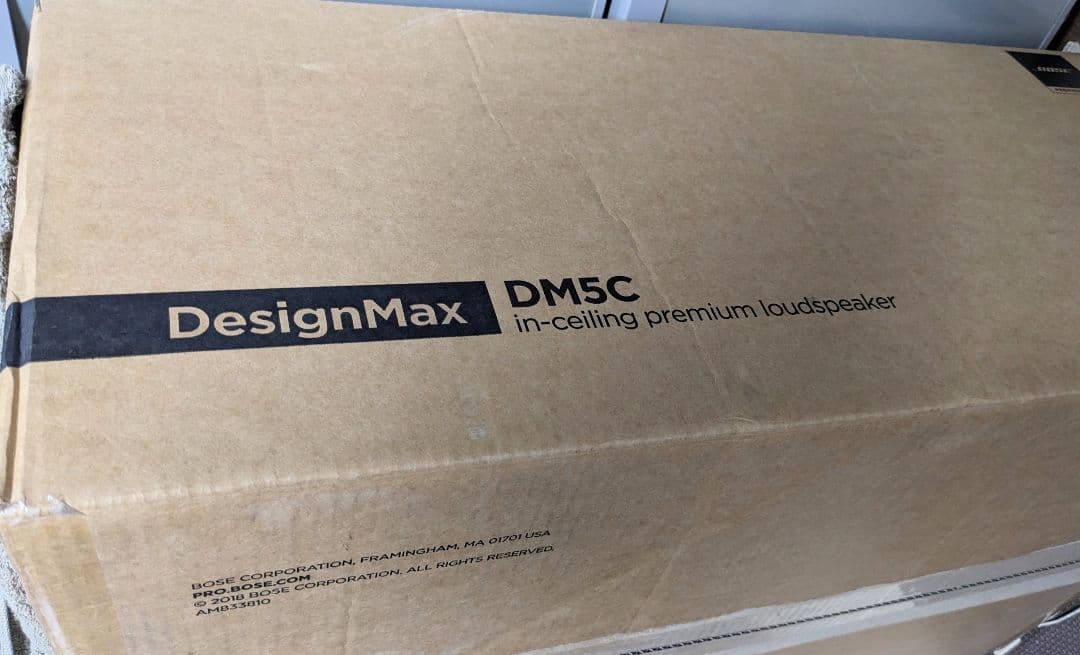 BOSE
DesignMax
DM5C
in-ceiling premium loudspeaker
BOSE CORPORATION, FRAMINGHAM, MA 01701 USA
PRO.BOSE.COM
© 2018 BOSE CORPORATION. ALL RIGHTS RESERVED.
AM833810